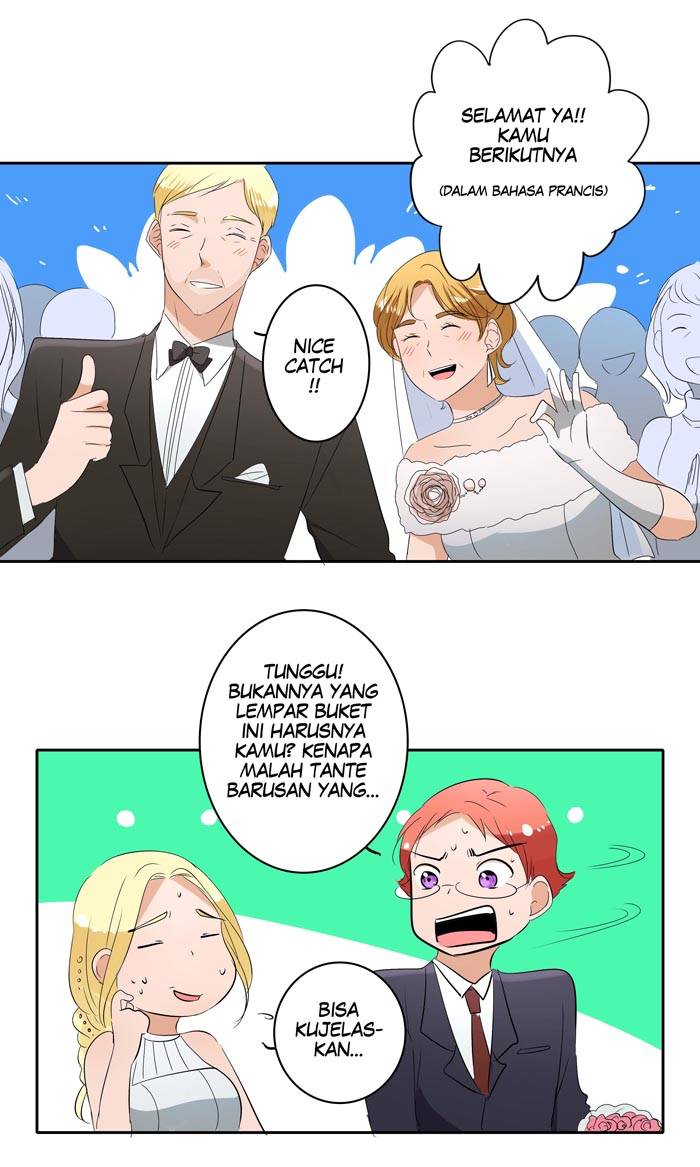 SELAMAT YA!!
KAMU
BERIKUTNYA
(DALAM BAHASA PRANCIS)
NICE
CATCH
!!
TUNGGU!
BUKANNYA YANG
LEMPAR BUKET
INI HARUSNYA
KAMU? KENAPA
MALAH TANTE
BARUSAN YANG...
BISA
KUJELAS-
KAN...